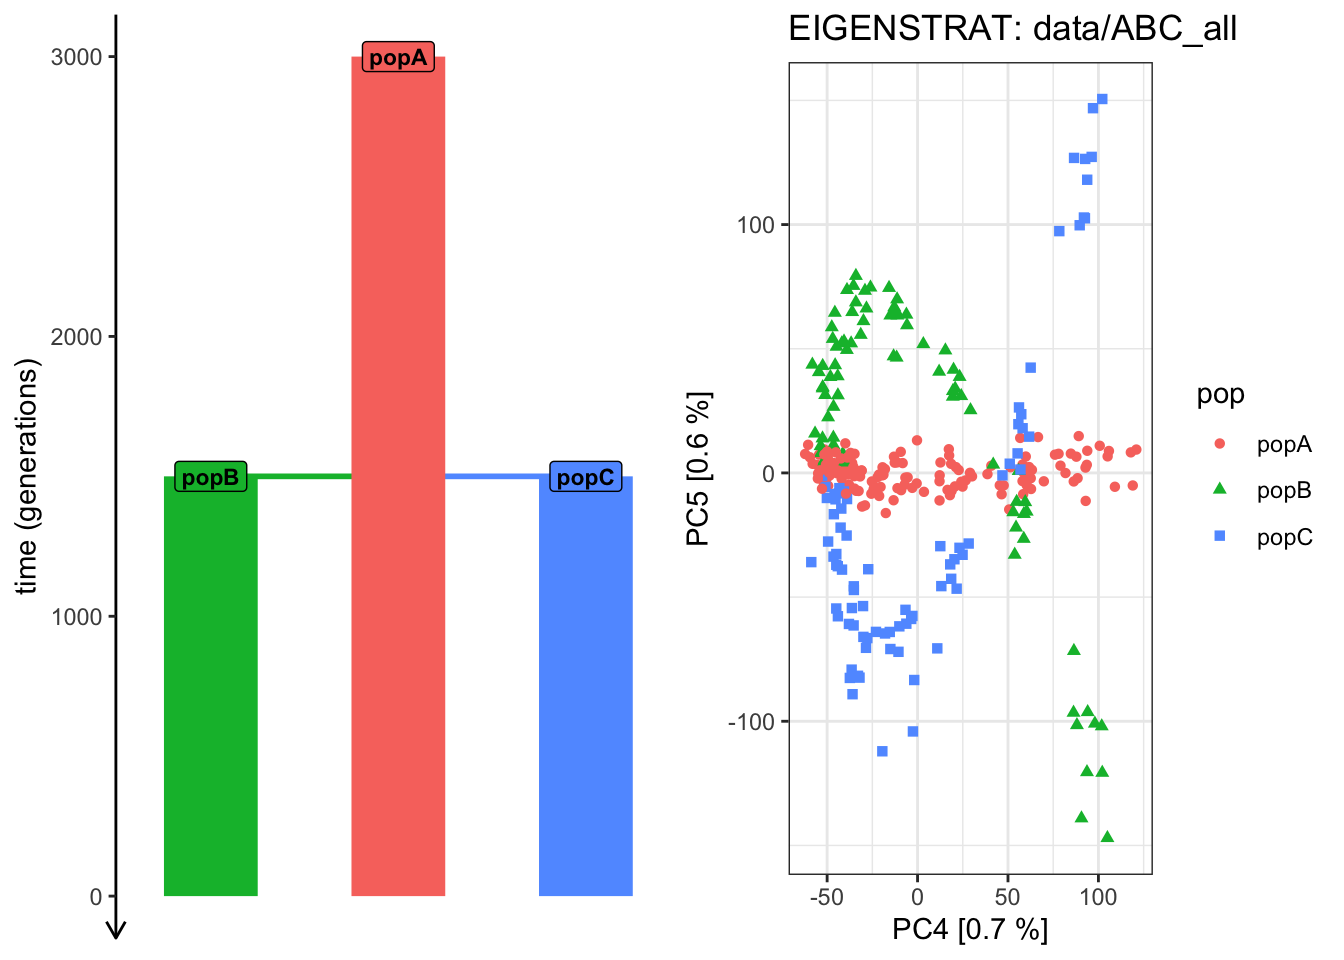 time (generations)
3000
2000
1000
0
popA
popB
popC
EIGENSTRAT: data/ABC_all
PC5 [0.6 %]
100
0
-100
-50
0
50
100
PC4 [0.7 %]
pop
popA
popB
popC